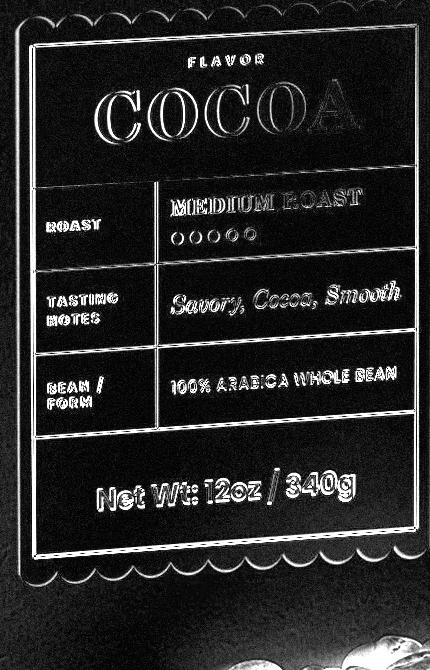 FLAVOR
COCOA
ROAST
MEDIUM ROAST
TASTING NOTES
Savory, Cocoa, Smooth
BEAN / FORM
100% ARABICA WHOLE BEAN
Net Wt: 12oz / 340g